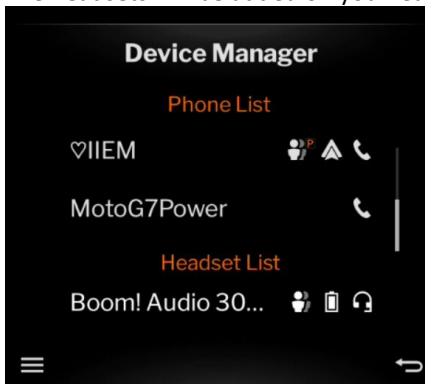 Device Manager
Phone List
♡IIEM P
MotoG7Power
Headset List
Boom! Audio 30...